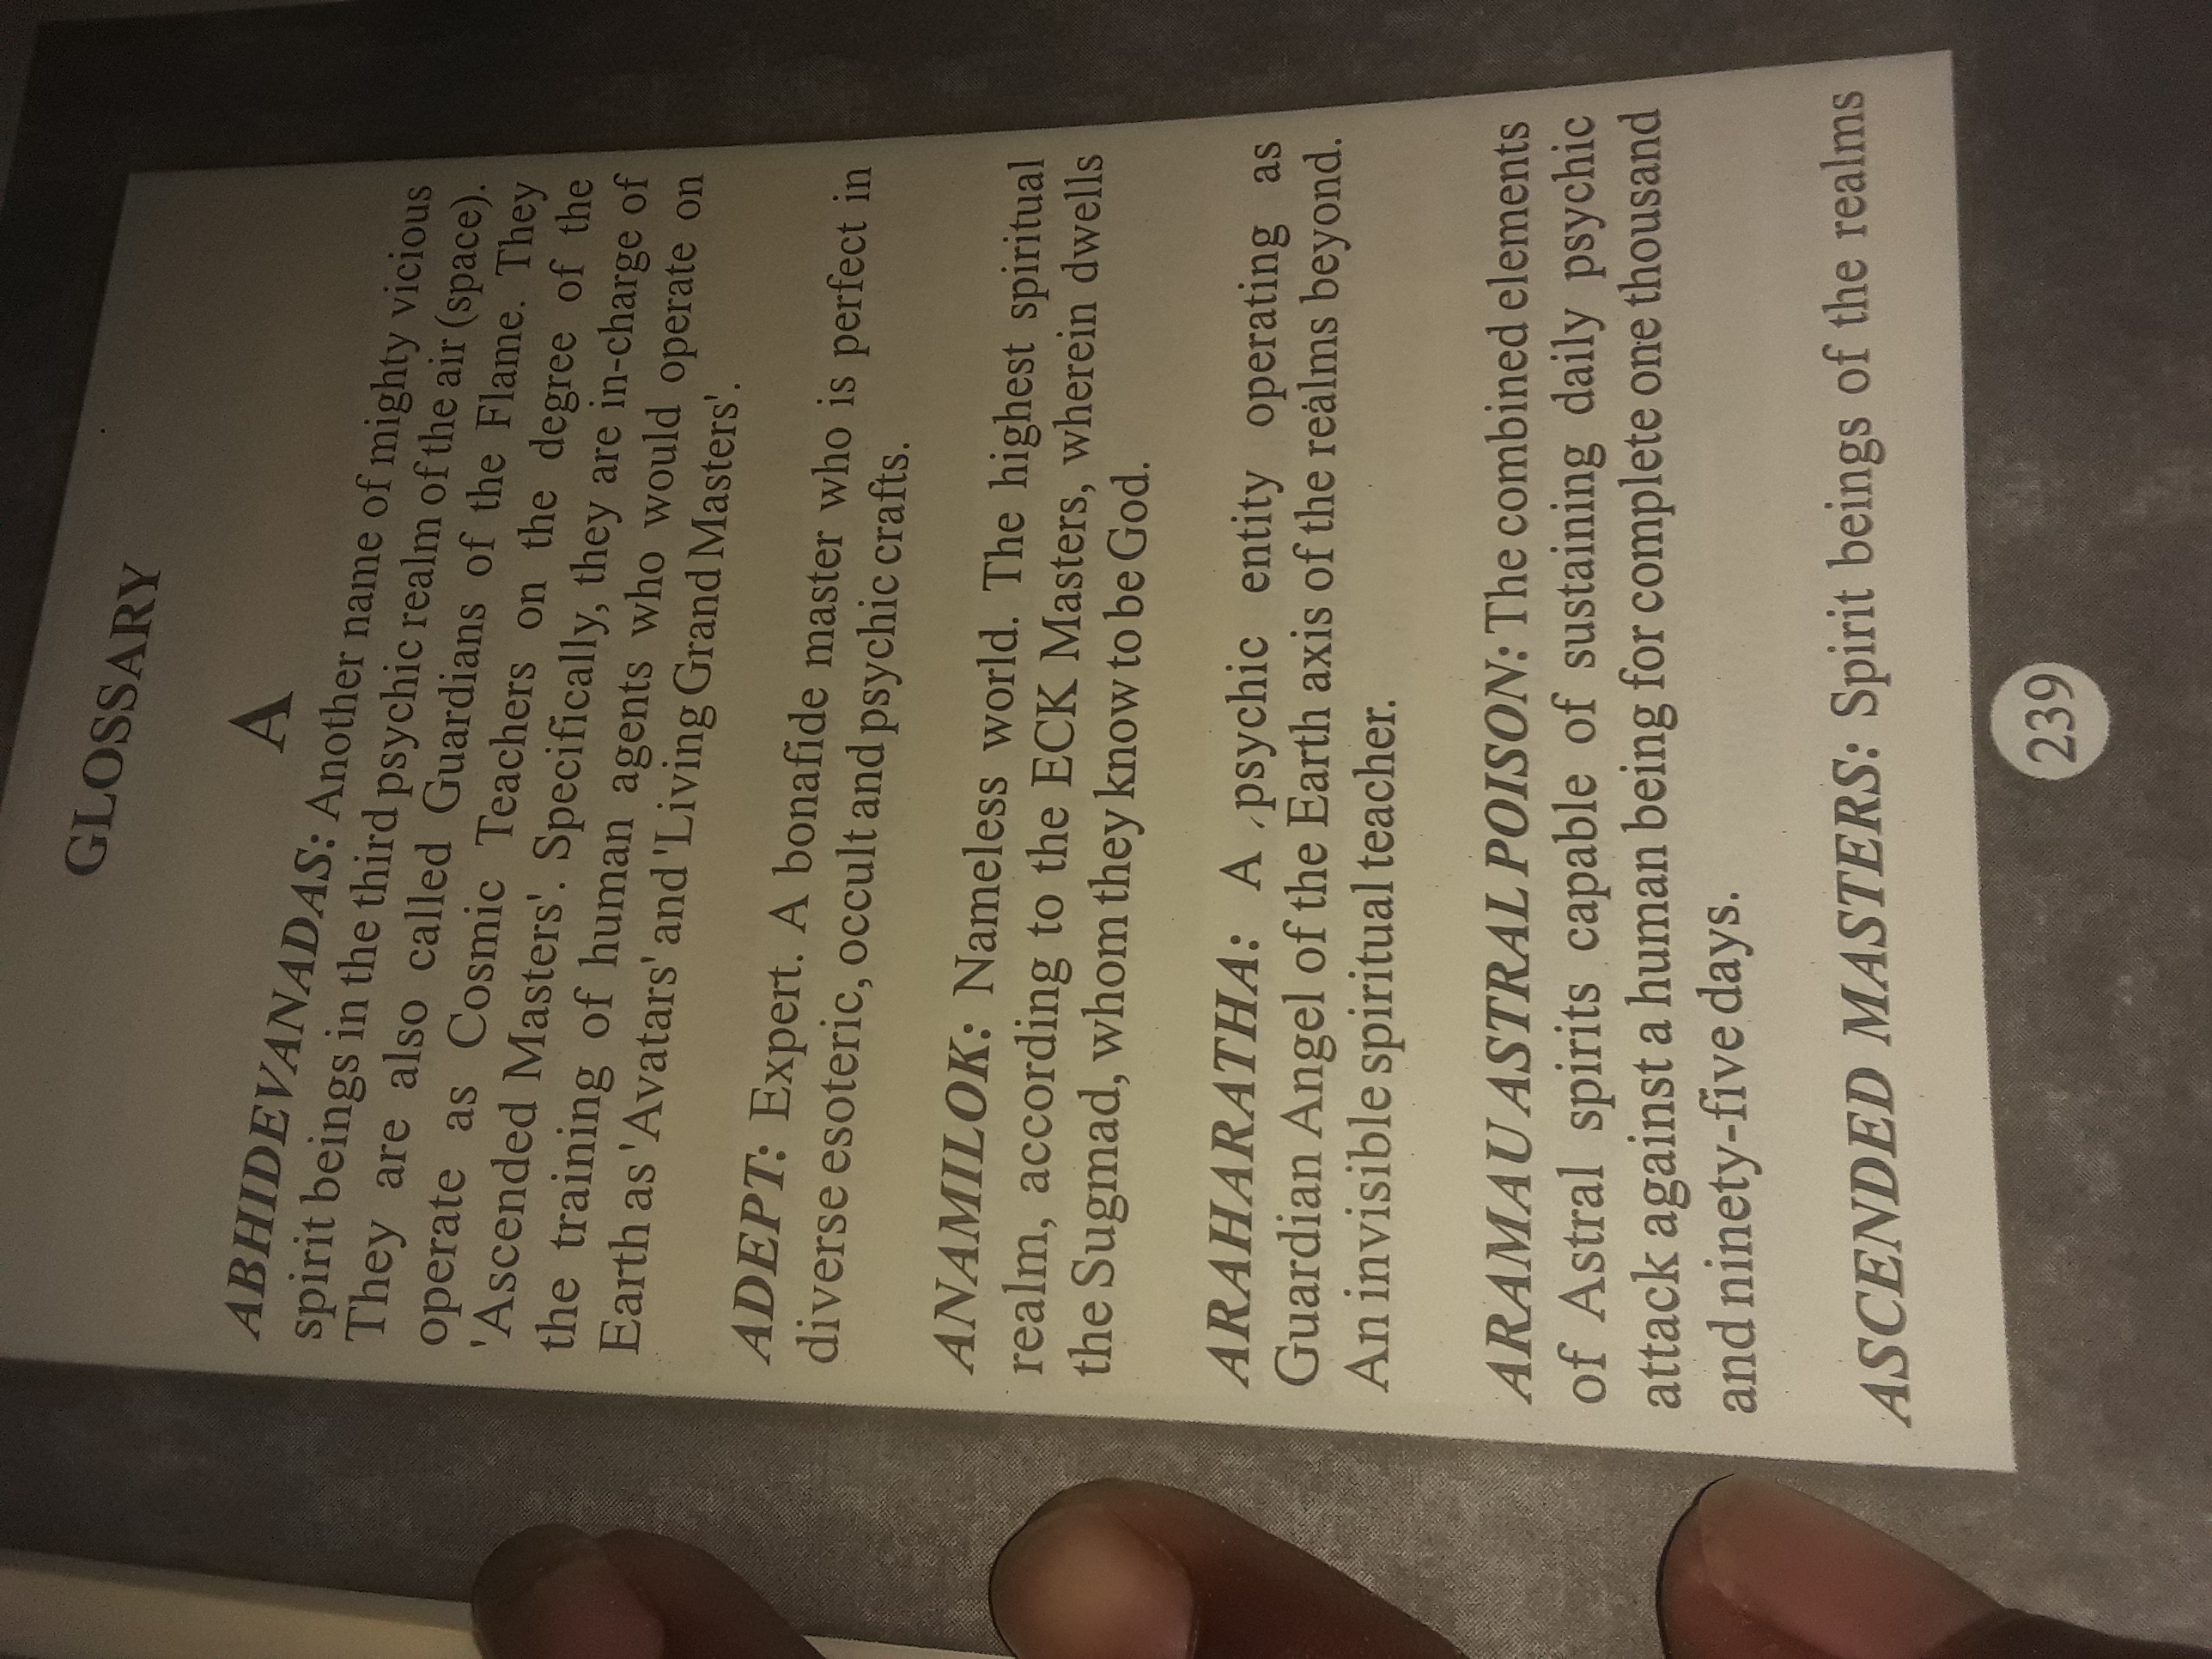 GLOSSARY
A
ABHIDEVANADAS: Another name of mighty vicious
spirit beings in the third psychic realm of the air (space).
They are also called Guardians of the Flame. They
operate as Cosmic Teachers on the degree of the
'Ascended Masters'. Specifically, they are in-charge of
the training of human agents who would operate on
Earth as 'Avatars' and 'Living Grand Masters'.
ADEPT: Expert. A bonafide master who is perfect in
diverse esoteric, occult and psychic crafts.
ANAMILOK: Nameless world. The highest spiritual
realm, according to the ECK Masters, wherein dwells
the Sugmad, whom they know to be God.
ARAHARATHA: A psychic entity operating as
Guardian Angel of the Earth axis of the realms beyond.
An invisible spiritual teacher.
ARAMAU ASTRAL POISON: The combined elements
of Astral spirits capable of sustaining daily psychic
attack against a human being for complete one thousand
and ninety-five days.
ASCENDED MASTERS: Spirit beings of the realms
239